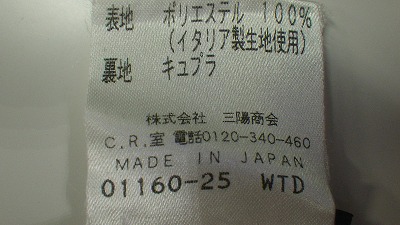 表地 ポリエステル 100%
(イタリア製生地使用)
裏地 キュプラ
株式会社 三陽商会
C.R.室 電話0120-340-460
MADE IN JAPAN
01160-25 WTD